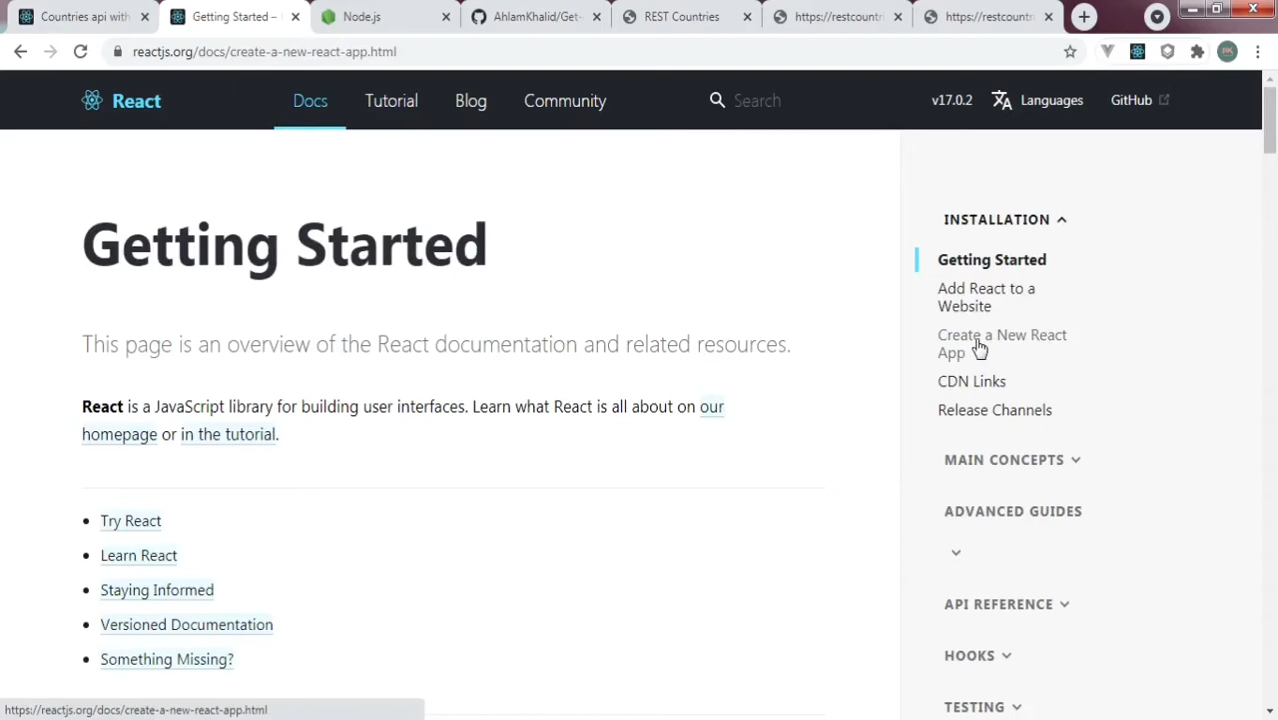 Countries api with
Getting Started –
Node.js
AhlamKhalid/Get-
REST Countries
https://restcountr
https://restcountr
reactjs.org/docs/create-a-new-react-app.html
React
Docs
Tutorial
Blog
Community
Search
v17.0.2
Languages
GitHub
Getting Started
This page is an overview of the React documentation and related resources.
React is a JavaScript library for building user interfaces. Learn what React is all about on our
homepage or in the tutorial.
Try React
Learn React
Staying Informed
Versioned Documentation
Something Missing?
INSTALLATION
Getting Started
Add React to a
Website
Create a New React
App
CDN Links
Release Channels
MAIN CONCEPTS
ADVANCED GUIDES
API REFERENCE
HOOKS
TESTING
https://reactjs.org/docs/create-a-new-react-app.html